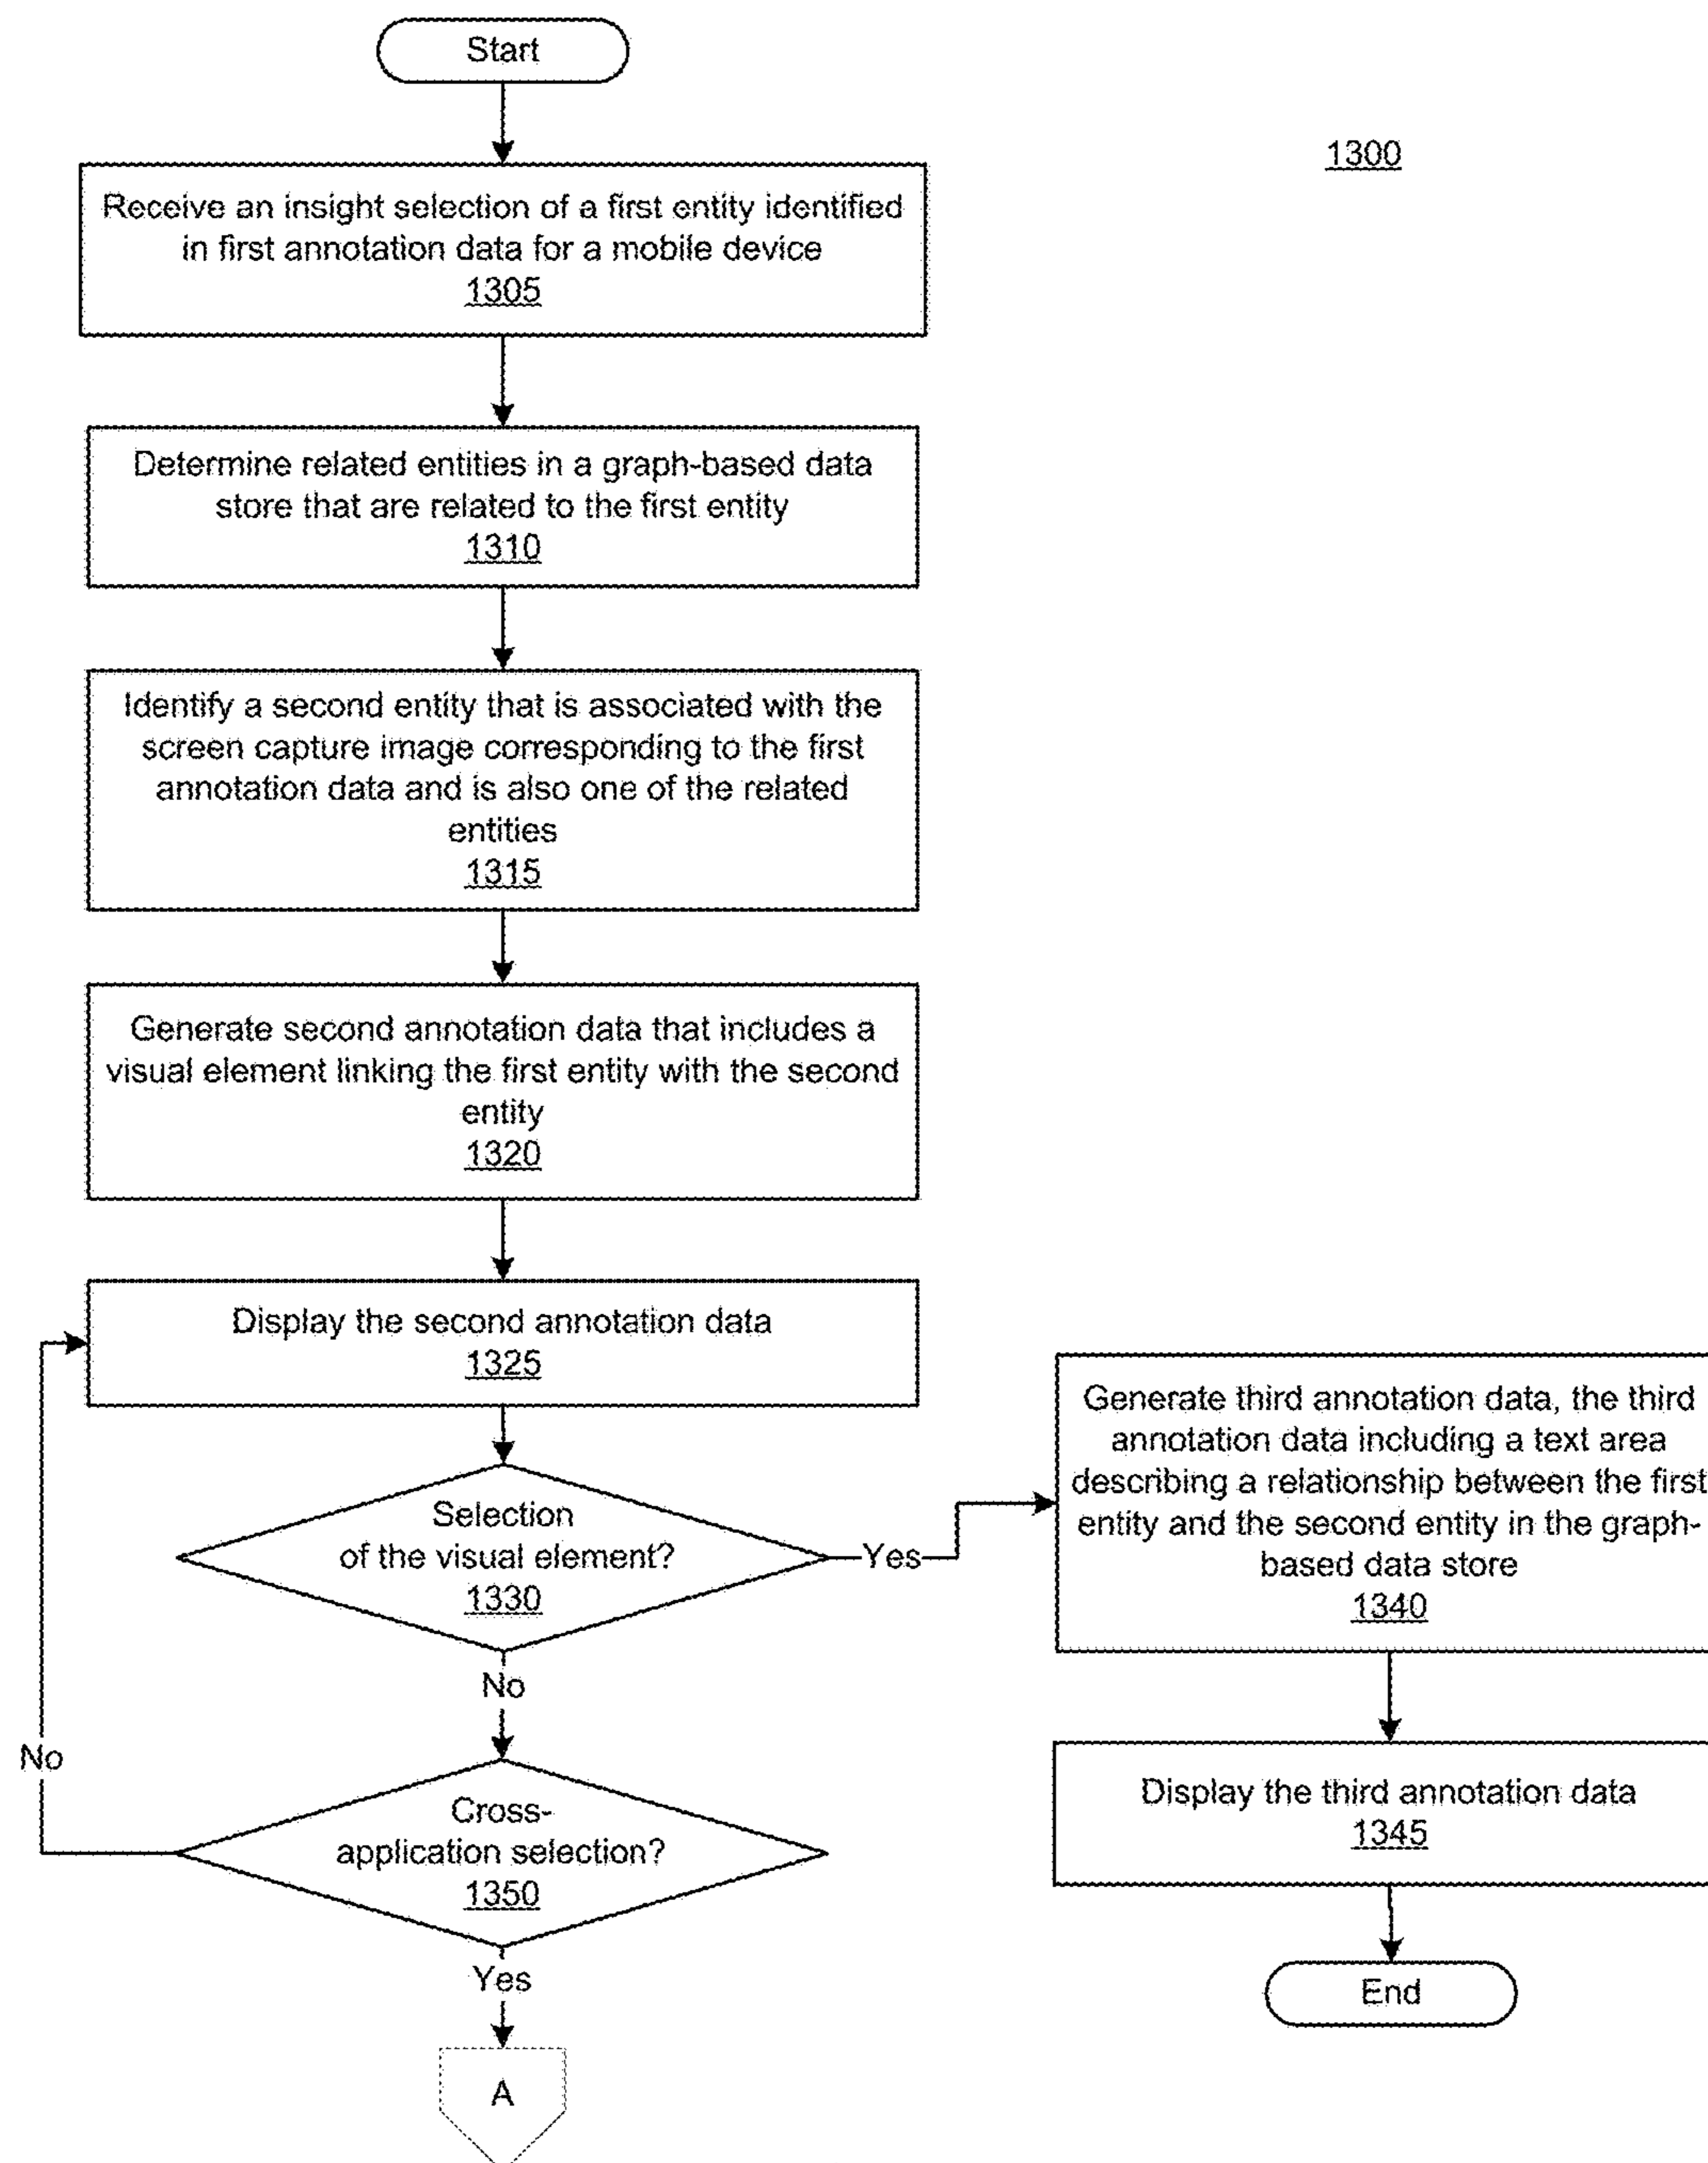 Start
1300
Receive an insight selection of a first entity identified
in first annotation data for a mobile device
1305
Determine related entities in a graph-based data
store that are related to the first entity
1310
Identify a second entity that is associated with the
screen capture image corresponding to the first
annotation data and is also one of the related
entities
1315
Generate second annotation data that includes a
visual element linking the first entity with the second
entity
1320
Display the second annotation data
1325
Selection
of the visual element?
1330
Yes
No
Generate third annotation data, the third
annotation data including a text area
describing a relationship between the first
entity and the second entity in the graph-
based data store
1340
Display the third annotation data
1345
End
No
Cross-
application selection?
1350
Yes
A